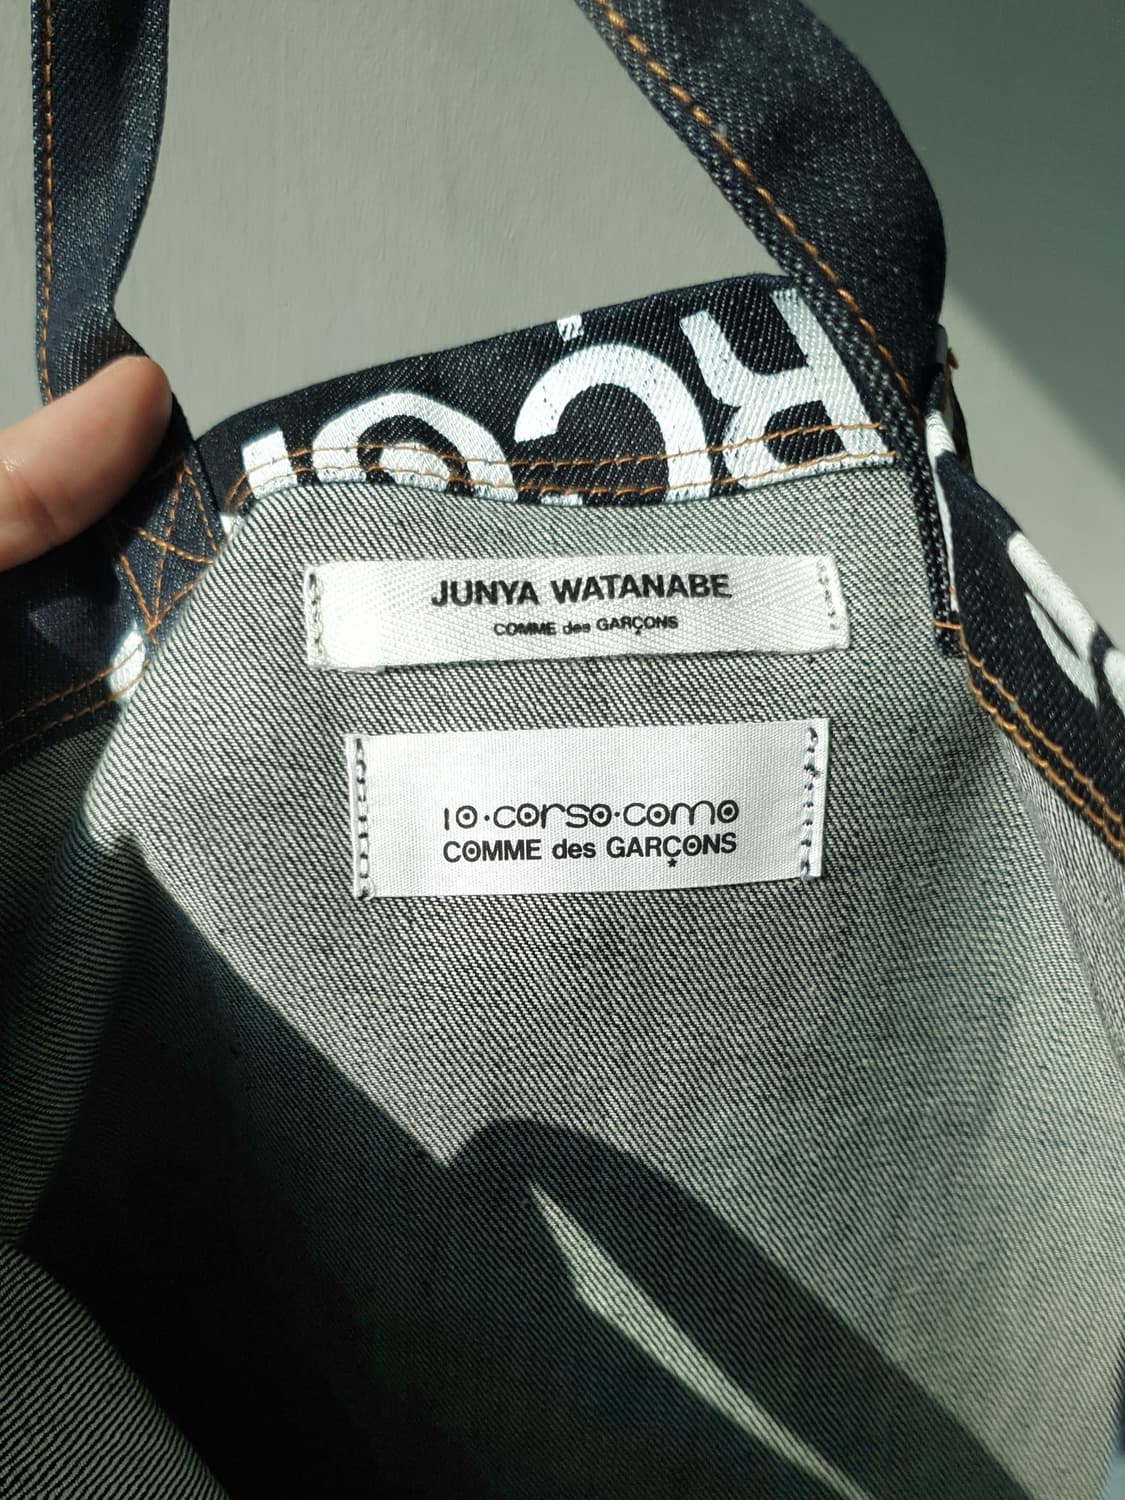 JUNYA WATANABE
COMME des GARÇONS
10·corso·como
COMME des GARÇONS